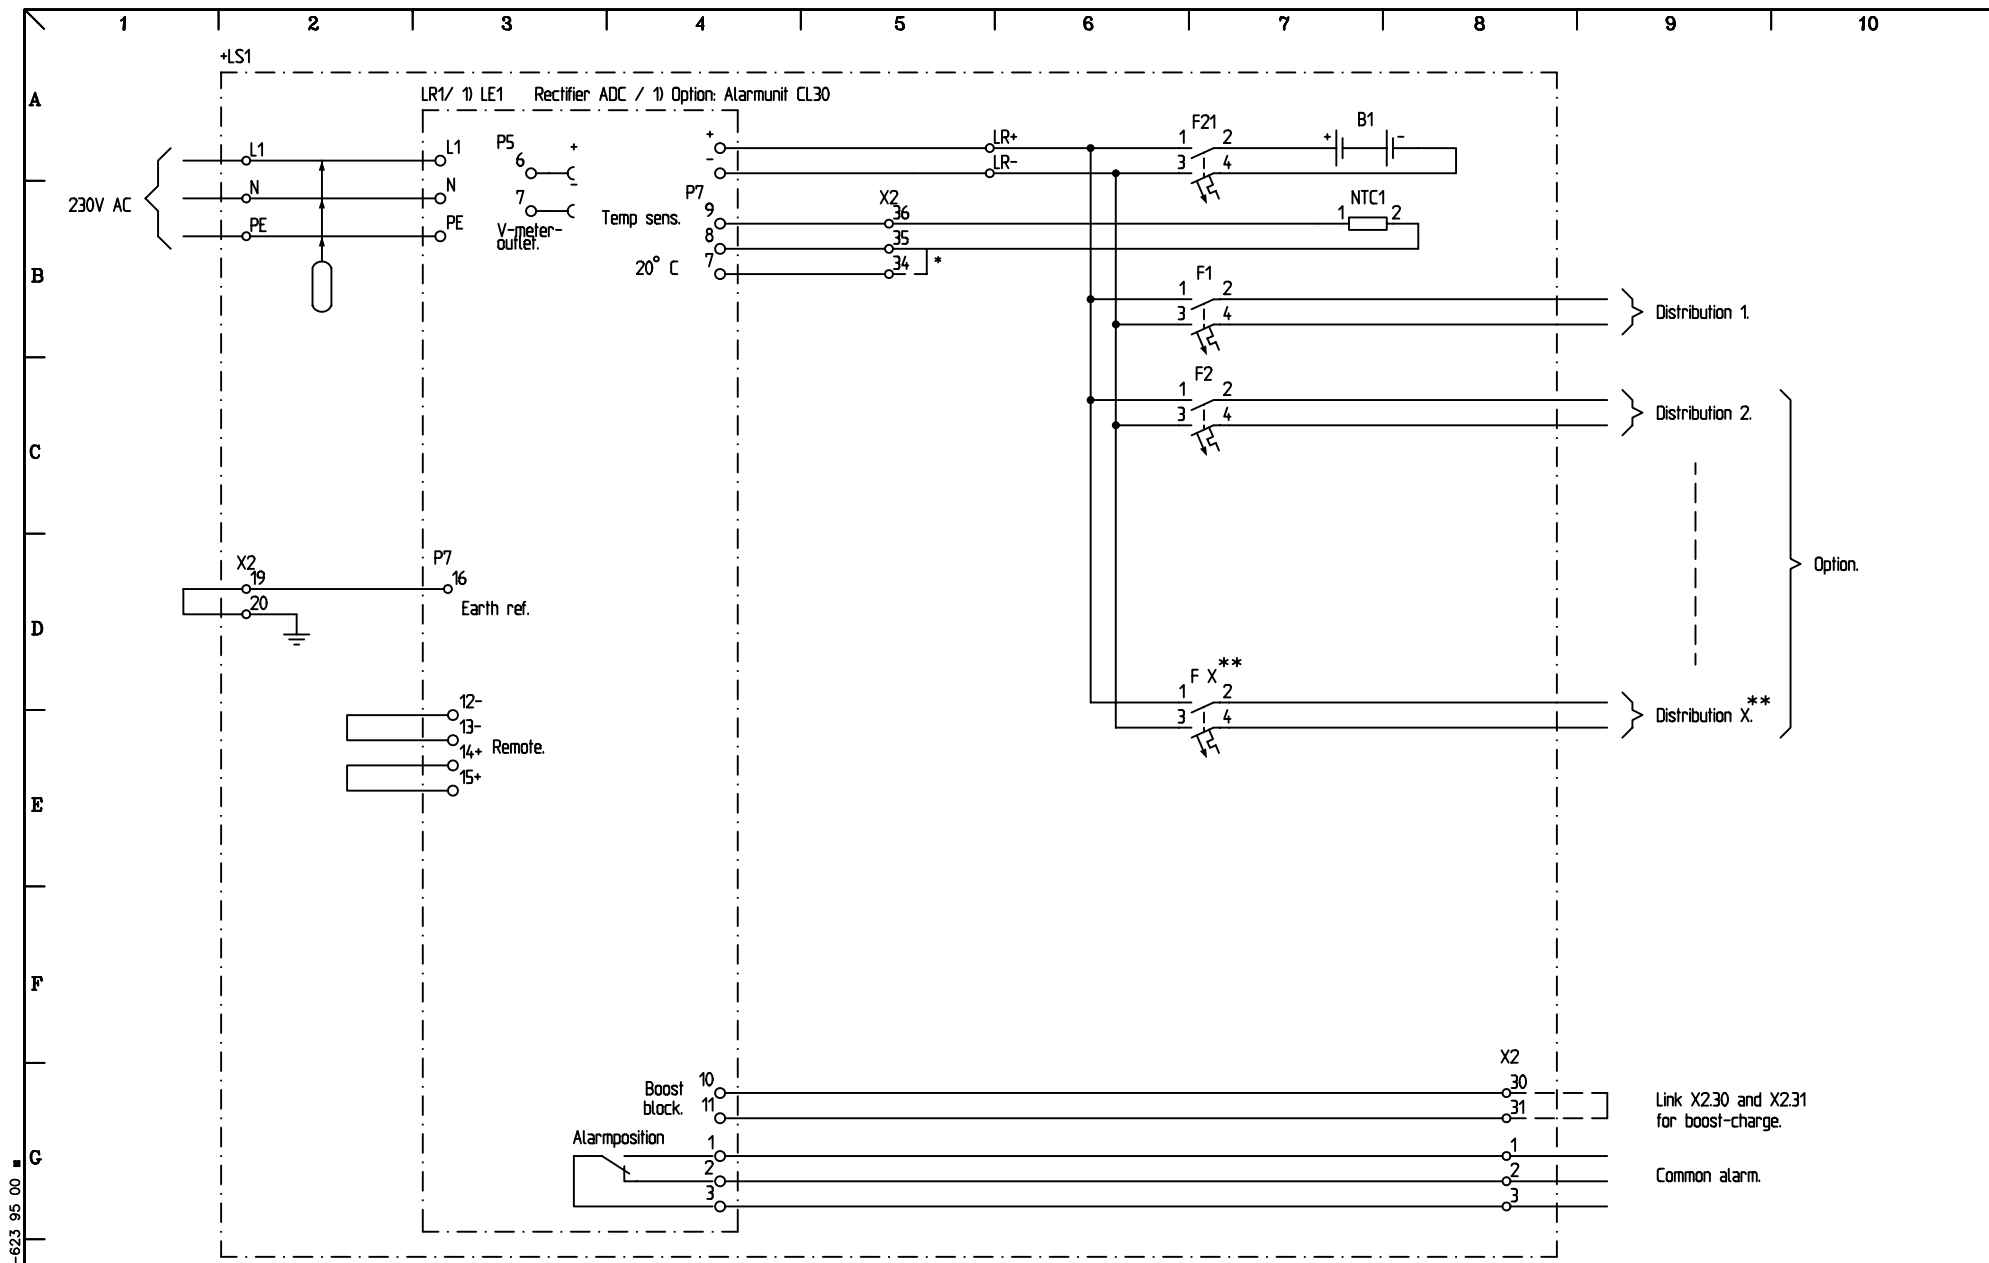 1 2 3 4 5 6 7 8 9 10
+LS1
A
LR1/ 1) LE1 Rectifier ADC / 1) Option: Alarmunit CL30
L1 L1 P5 6 + + - LR+ LR- F21 1 2 3 4 + B1 -
230V AC
N N 7 -
PE PE
V-meter-
outlet.
Temp sens.
P7
9
8
20° C 7
X2
36
35
34 *
NTC1
1 2
B
F1
1 2
3 4
Distribution 1.
F2
1 2
3 4
Distribution 2.
C
Option.
X2
19
20
P7
16
Earth ref.
D
F X**
1 2
3 4
Distribution X.**
12-
13-
14+
15+
Remote.
E
F
X2
Boost
block.
10
11
30
31
Link X2.30 and X2.31
for boost-charge.
G
Alarmposition
1 1
2 2
3 3
Common alarm.
-623 95 00